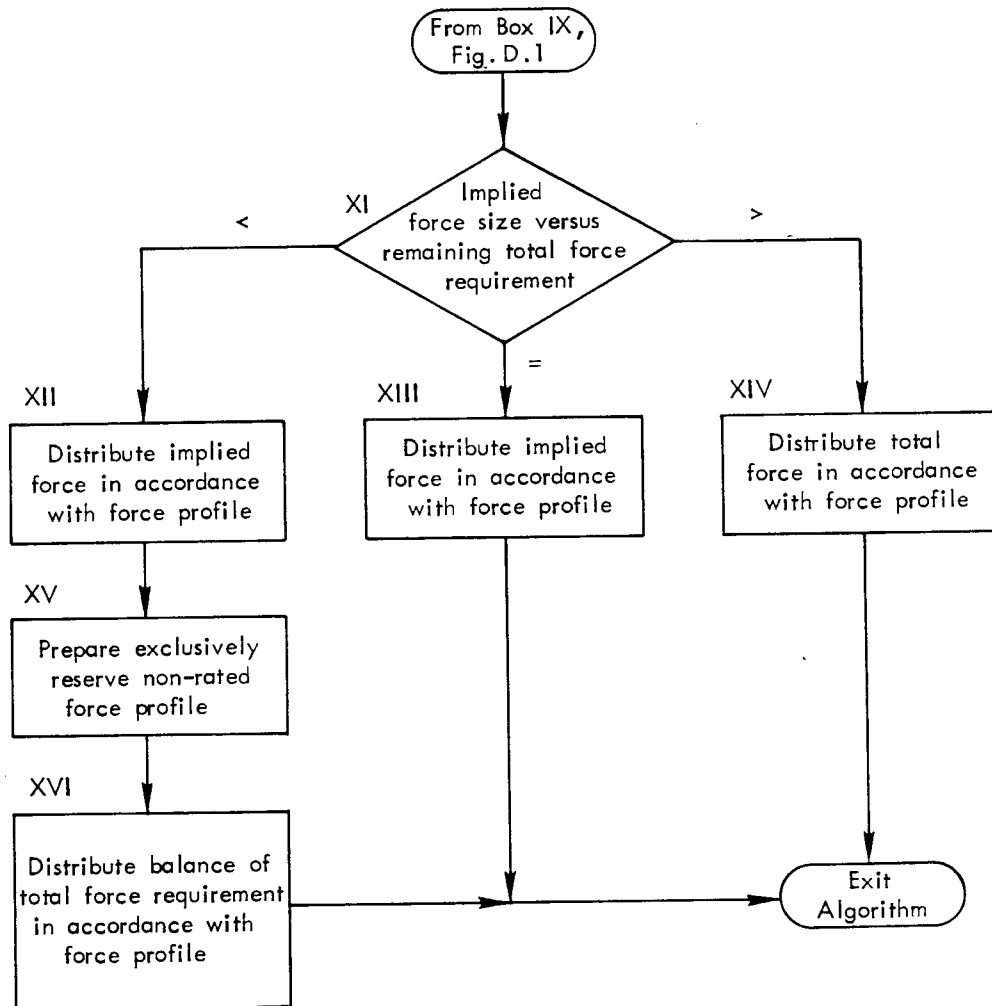 From Box IX,
Fig. D.1
XI
Implied
force size versus
remaining total force
requirement
<
>
=
XII
Distribute implied
force in accordance
with force profile
XIII
Distribute implied
force in accordance
with force profile
XIV
Distribute total
force in accordance
with force profile
XV
Prepare exclusively
reserve non-rated
force profile
XVI
Distribute balance of
total force requirement
in accordance with
force profile
Exit
Algorithm